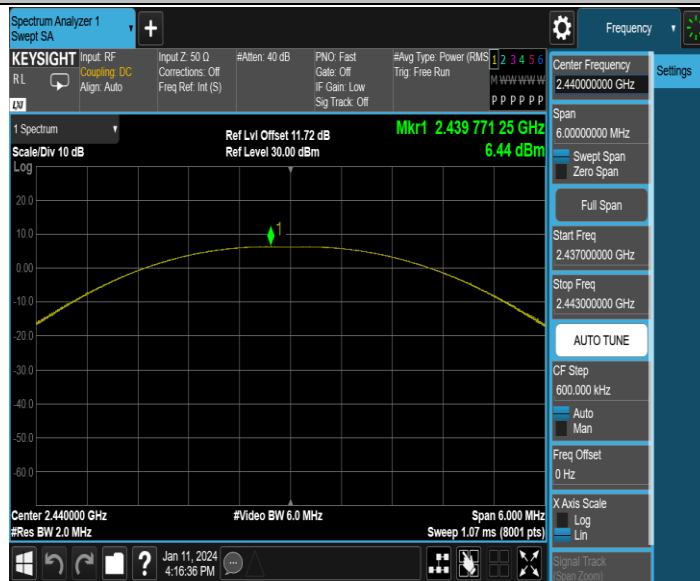 Spectrum Analyzer 1
Swept SA
+
Frequency
KEYSIGHT
RL
LXI
Input: RF
Coupling: DC
Align: Auto
Input Z: 50 Ω
Corrections: Off
Freq Ref: Int (S)
#Atten: 40 dB
PNO: Fast
Gate: Off
IF Gain: Low
Sig Track: Off
#Avg Type: Power (RMS
Trig: Free Run
1 2 3 4 5 6
M W W W W W
P P P P P P
1 Spectrum
Scale/Div 10 dB
Ref Lvl Offset 11.72 dB
Ref Level 30.00 dBm
Mkr1 2.439 771 25 GHz
6.44 dBm
Log
20.0
10.0
0.00
-10.0
-20.0
-30.0
-40.0
-50.0
-60.0
1
Center 2.440000 GHz
#Res BW 2.0 MHz
#Video BW 6.0 MHz
Span 6.000 MHz
Sweep 1.07 ms (8001 pts)
Jan 11, 2024
4:16:36 PM
Center Frequency
2.440000000 GHz
Settings
Span
6.00000000 MHz
Swept Span
Zero Span
Full Span
Start Freq
2.437000000 GHz
Stop Freq
2.443000000 GHz
AUTO TUNE
CF Step
600.000 kHz
Auto
Man
Freq Offset
0 Hz
X Axis Scale
Log
Lin
Signal Track
(Span Zoom)